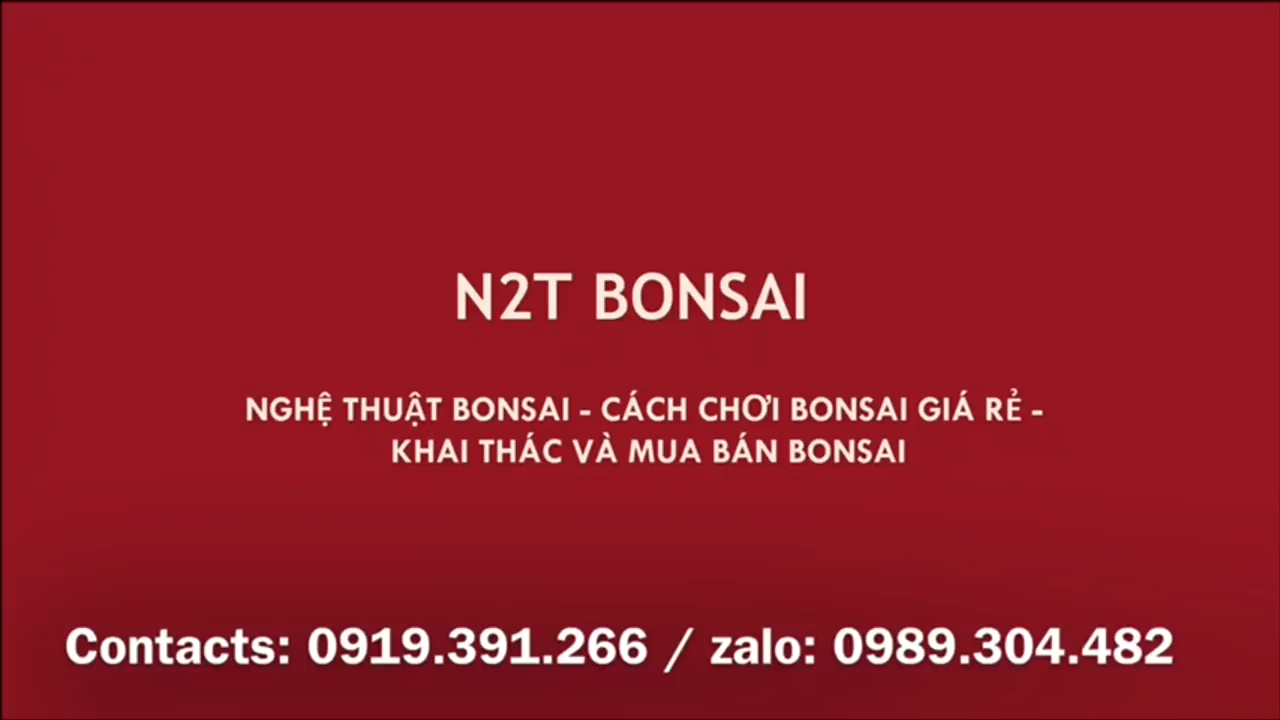 N2T BONSAI
NGHỆ THUẬT BONSAI - CÁCH CHƠI BONSAI GIÁ RẺ -
KHAI THÁC VÀ MUA BÁN BONSAI
Contacts: 0919.391.266 / zalo: 0989.304.482